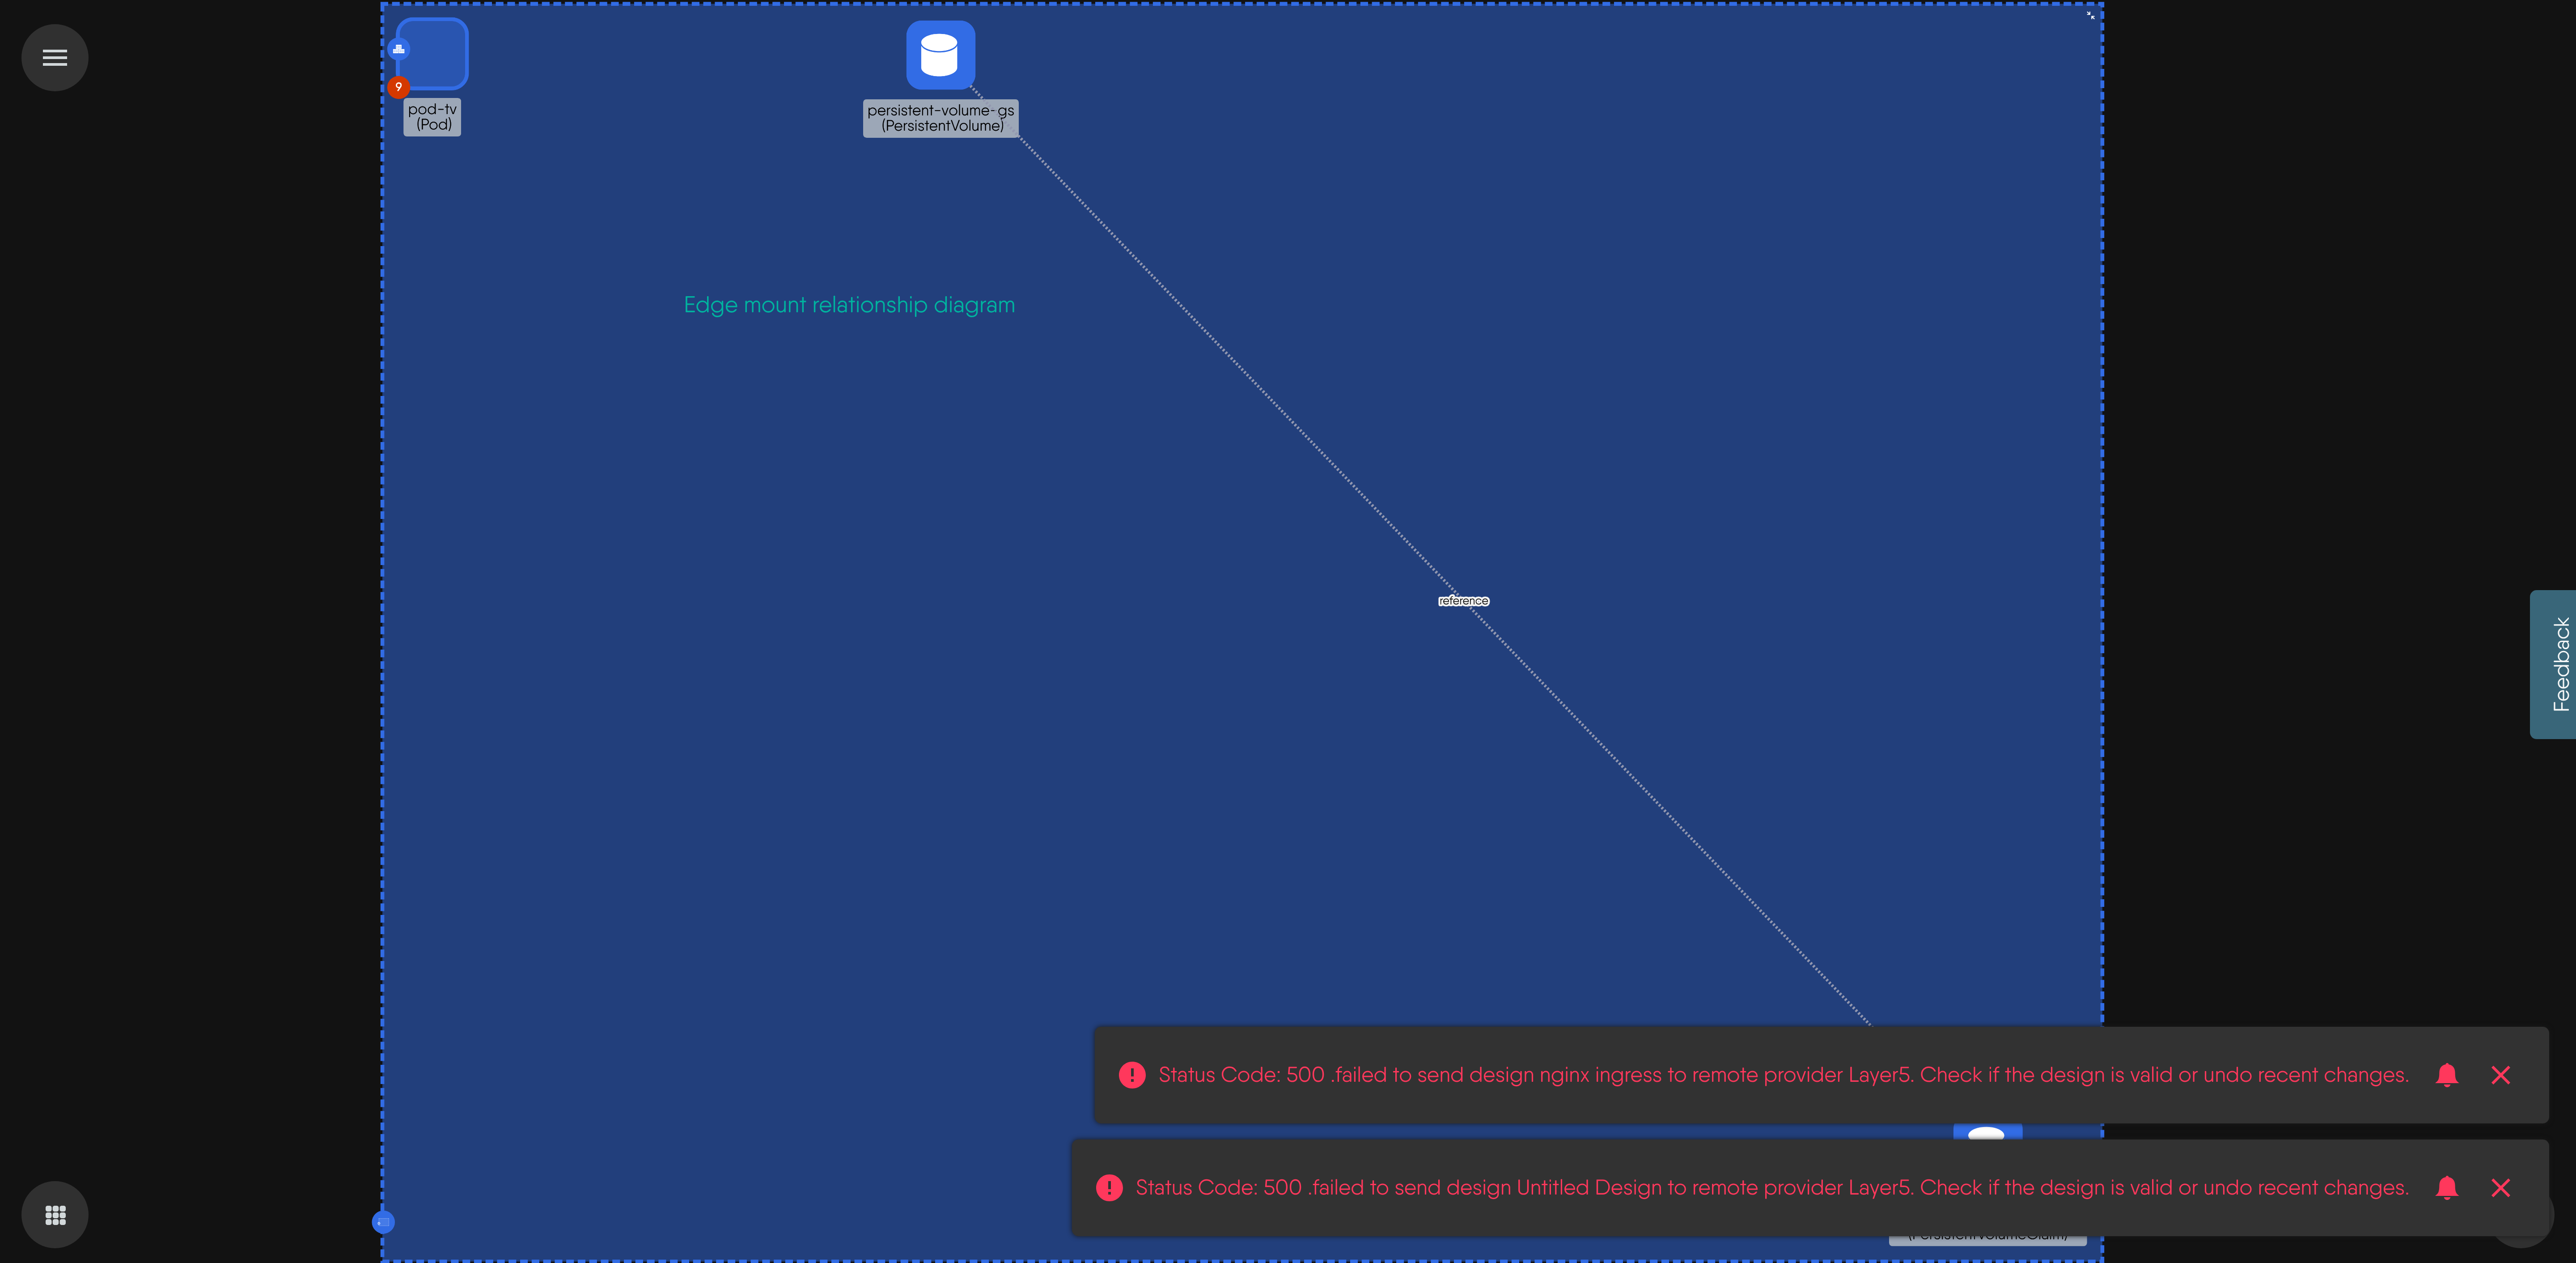 9
pod-tv
(Pod)
persistent-volume-gs
(PersistentVolume)
Edge mount relationship diagram
reference
Feedback
Status Code: 500 .failed to send design nginx ingress to remote provider Layer5. Check if the design is valid or undo recent changes.
Status Code: 500 .failed to send design Untitled Design to remote provider Layer5. Check if the design is valid or undo recent changes.
(PersistentVolumeClaim)